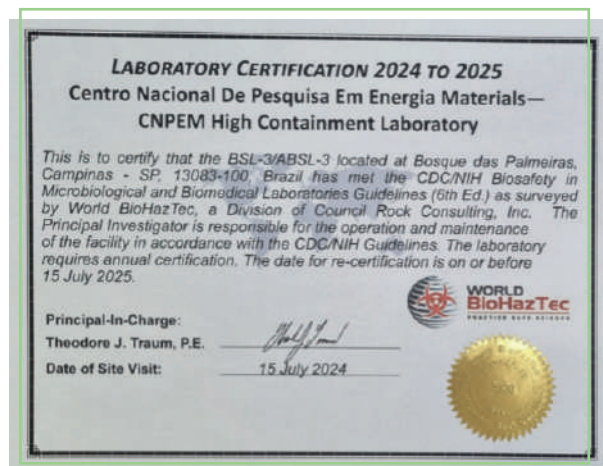 LABORATORY CERTIFICATION 2024 TO 2025
Centro Nacional De Pesquisa Em Energia Materials—
CNPEM High Containment Laboratory
This is to certify that the BSL-3/ABSL-3 located at Bosque das Palmeiras,
Campinas - SP, 13083-100, Brazil has met the CDC/NIH Biosafety in
Microbiological and Biomedical Laboratories Guidelines (6th Ed.) as surveyed
by World BioHazTec, a Division of Council Rock Consulting, Inc. The
Principal Investigator is responsible for the operation and maintenance
of the facility in accordance with the CDC/NIH Guidelines. The laboratory
requires annual certification. The date for re-certification is on or before
15 July 2025.
WORLD
BioHazTec
PRACTICE SAFE SCIENCE
Principal-In-Charge:
Theodore J. Traum, P.E.
Date of Site Visit: 15 July 2024